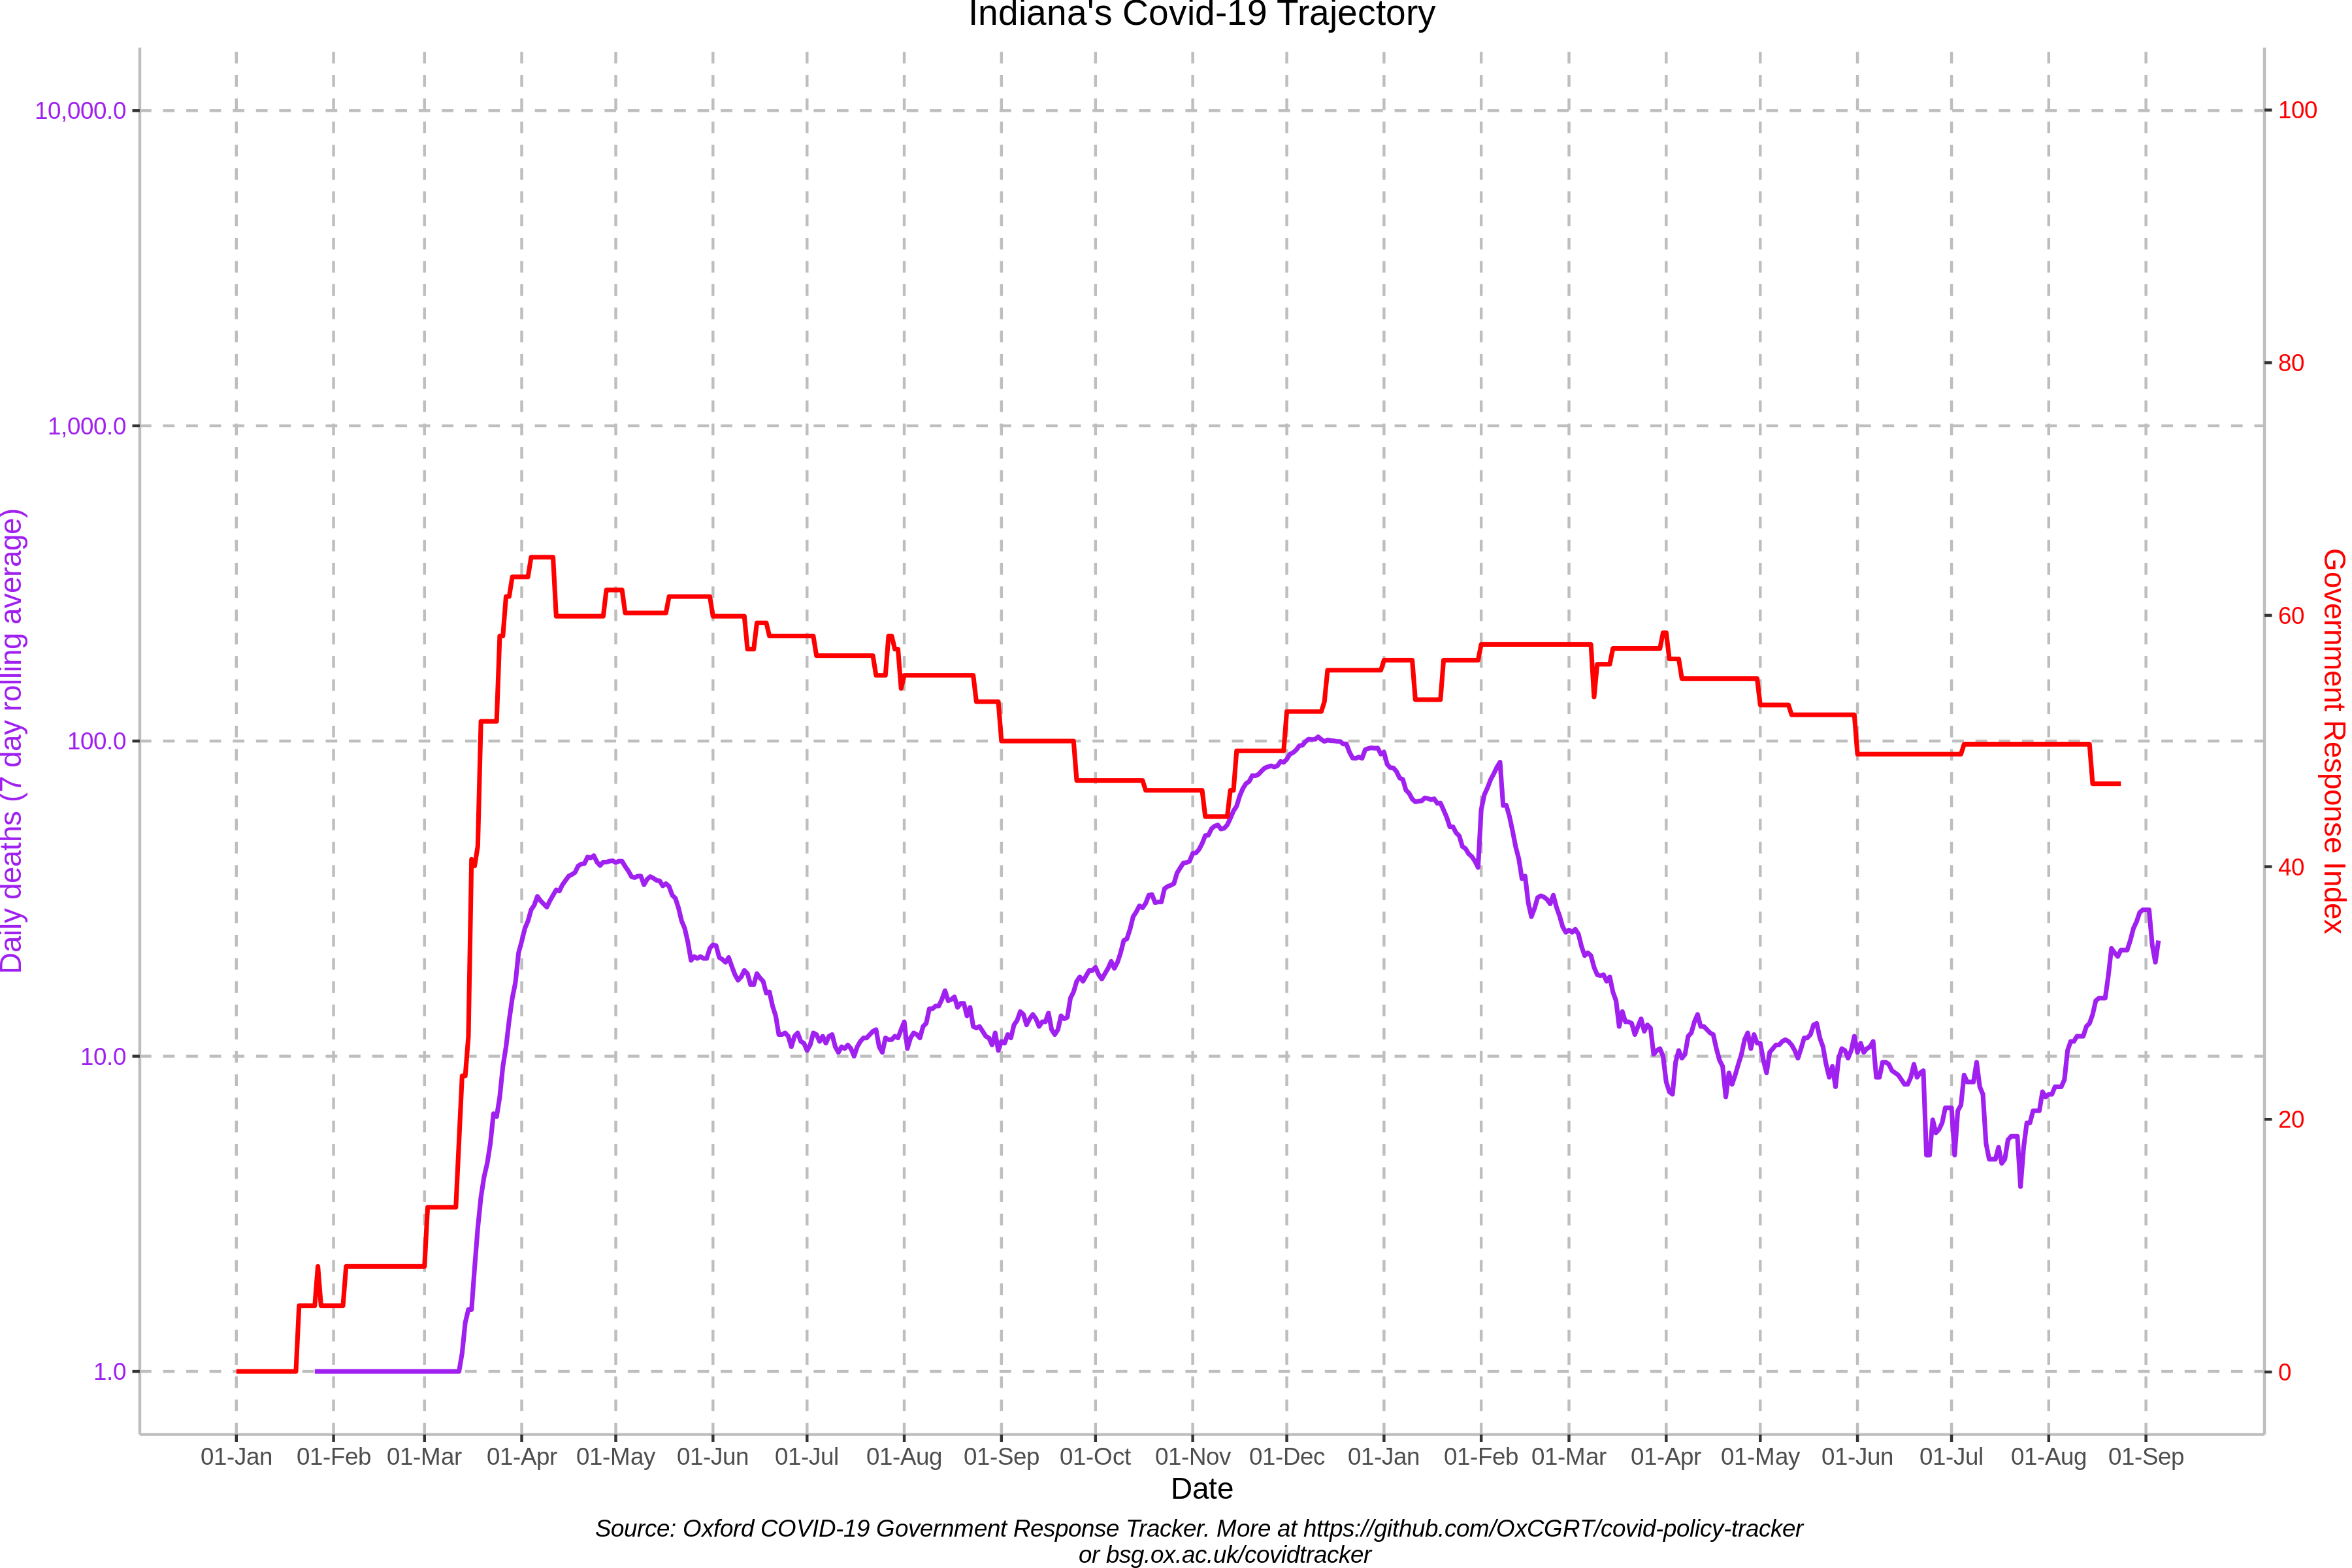 Indiana's Covid-19 Trajectory
10,000.0
1,000.0
100.0
10.0
1.0
Daily deaths (7 day rolling average)
100
80
60
40
20
0
Government Response Index
01-Jan 01-Feb 01-Mar 01-Apr 01-May 01-Jun 01-Jul 01-Aug 01-Sep 01-Oct 01-Nov 01-Dec 01-Jan 01-Feb 01-Mar 01-Apr 01-May 01-Jun 01-Jul 01-Aug 01-Sep
Date
Source: Oxford COVID-19 Government Response Tracker. More at https://github.com/OxCGRT/covid-policy-tracker
or bsg.ox.ac.uk/covidtracker